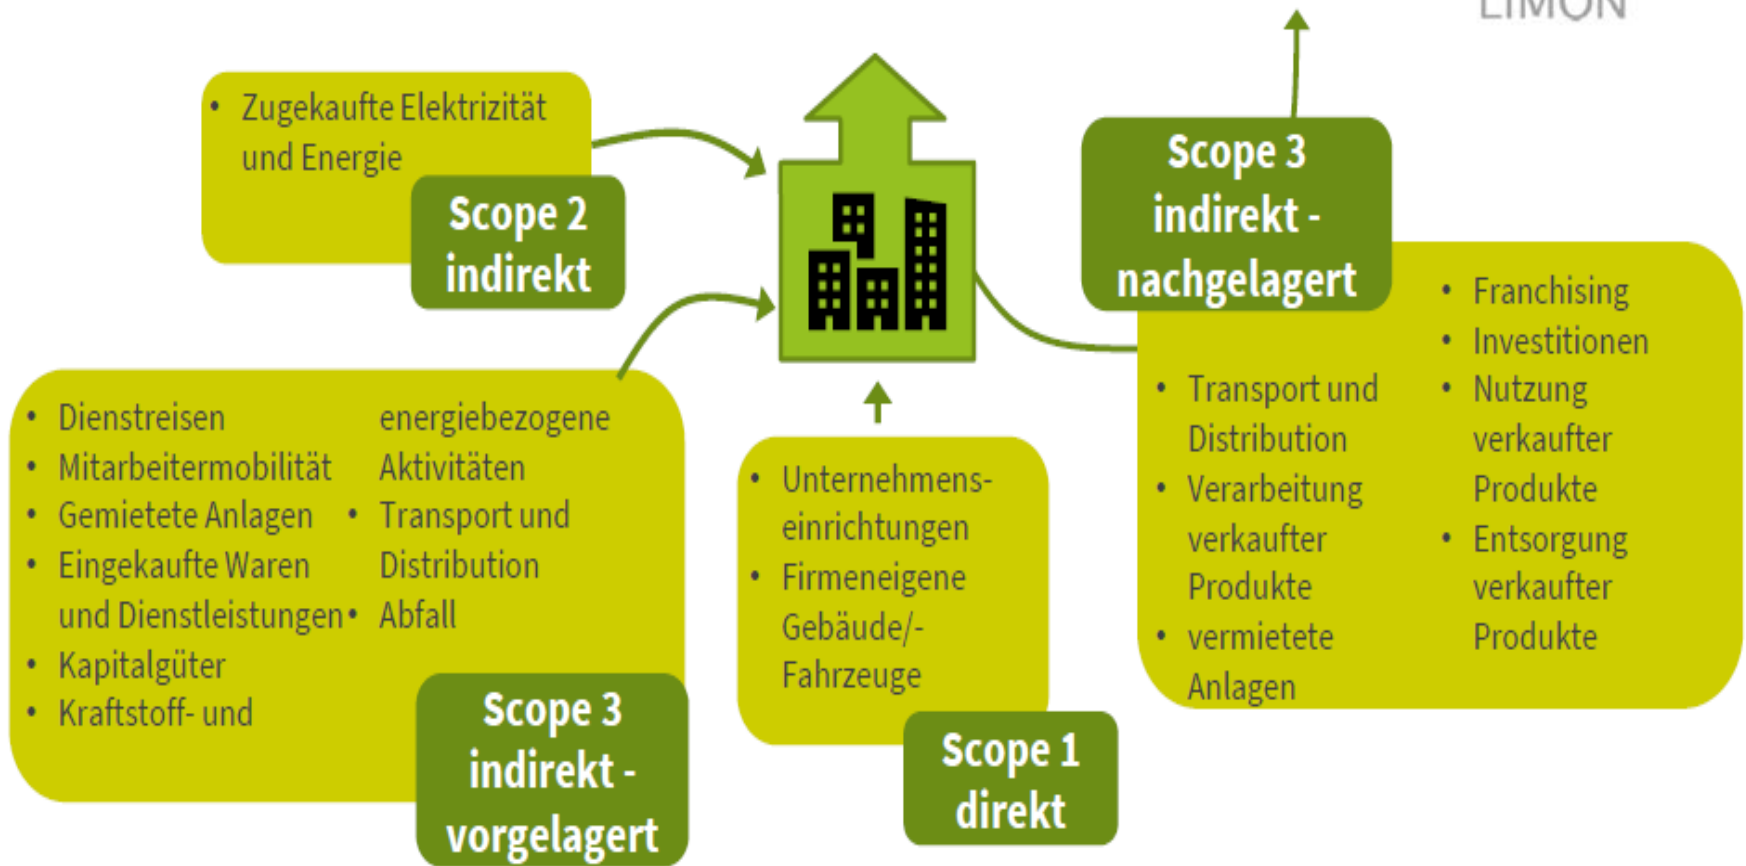 LIMÓN
• Zugekaufte Elektrizität
und Energie
Scope 2
indirekt
• Dienstreisen
• Mitarbeitermobilität
• Gemietete Anlagen
• Eingekaufte Waren
und Dienstleistungen
• Kapitalgüter
• Kraftstoff- und
energiebezogene
Aktivitäten
• Transport und
Distribution
• Abfall
Scope 3
indirekt -
vorgelagert
• Unternehmens-
einrichtungen
• Firmeneigene
Gebäude/-
Fahrzeuge
Scope 1
direkt
Scope 3
indirekt -
nachgelagert
• Transport und
Distribution
• Verarbeitung
verkaufter
Produkte
• vermietete
Anlagen
• Franchising
• Investitionen
• Nutzung
verkaufter
Produkte
• Entsorgung
verkaufter
Produkte